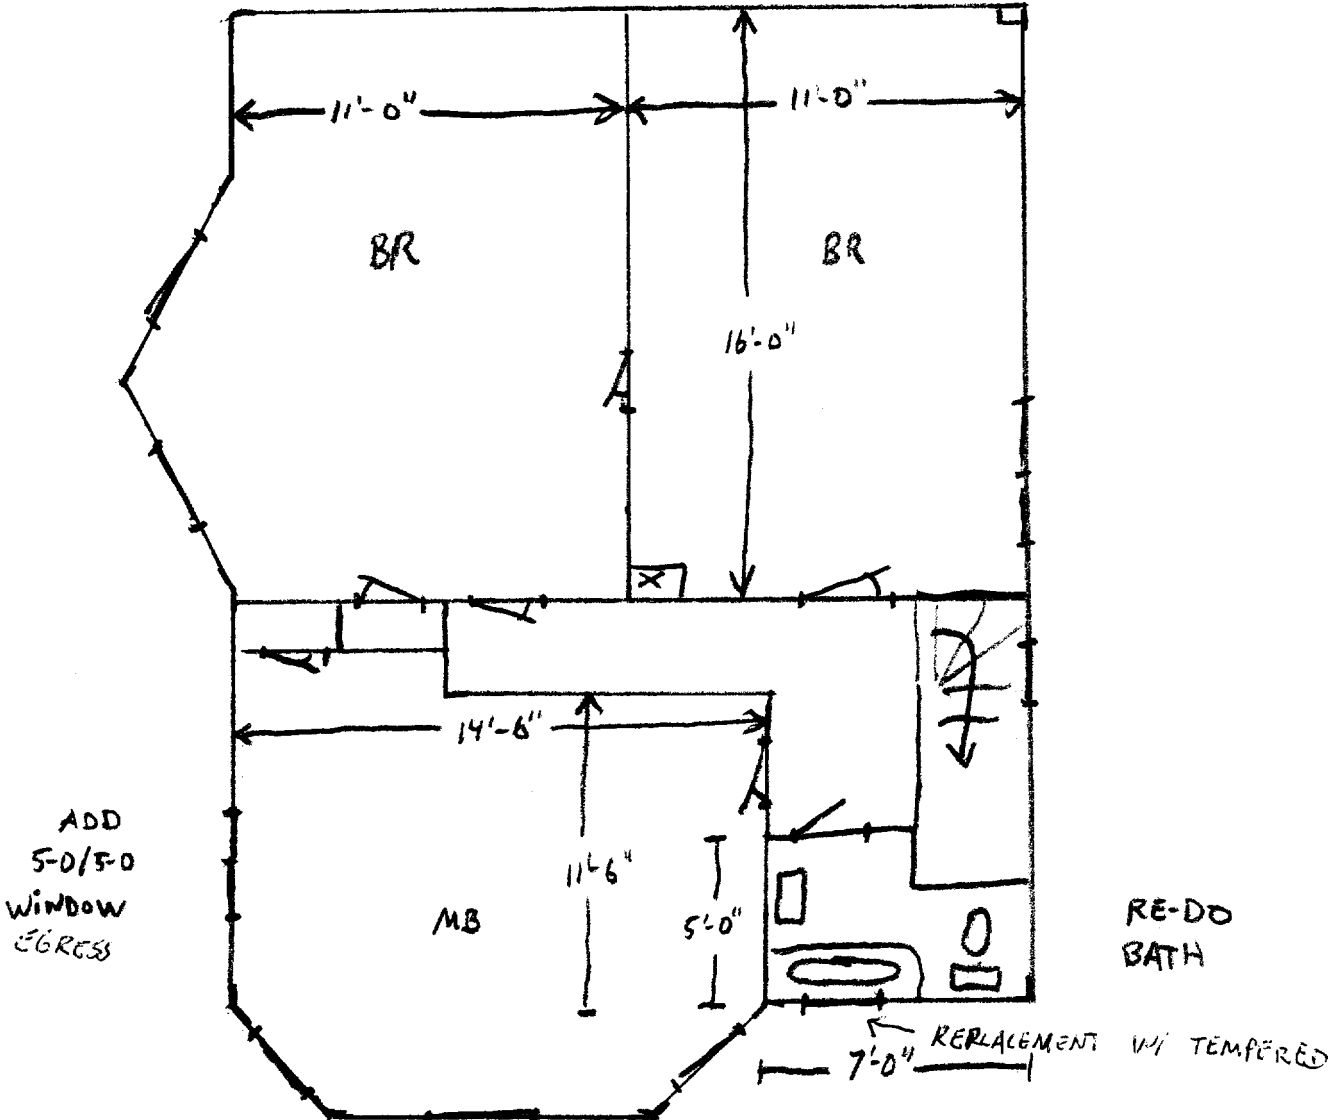 11'-0" 11'-0"
BR BR
16'-0"
14'-6"
ADD
5-0/5-0
WINDOW
EGRESS
11'-6"
MB
5'-0"
RE-DO
BATH
REPLACEMENT W/ TEMPERED
7'-0"